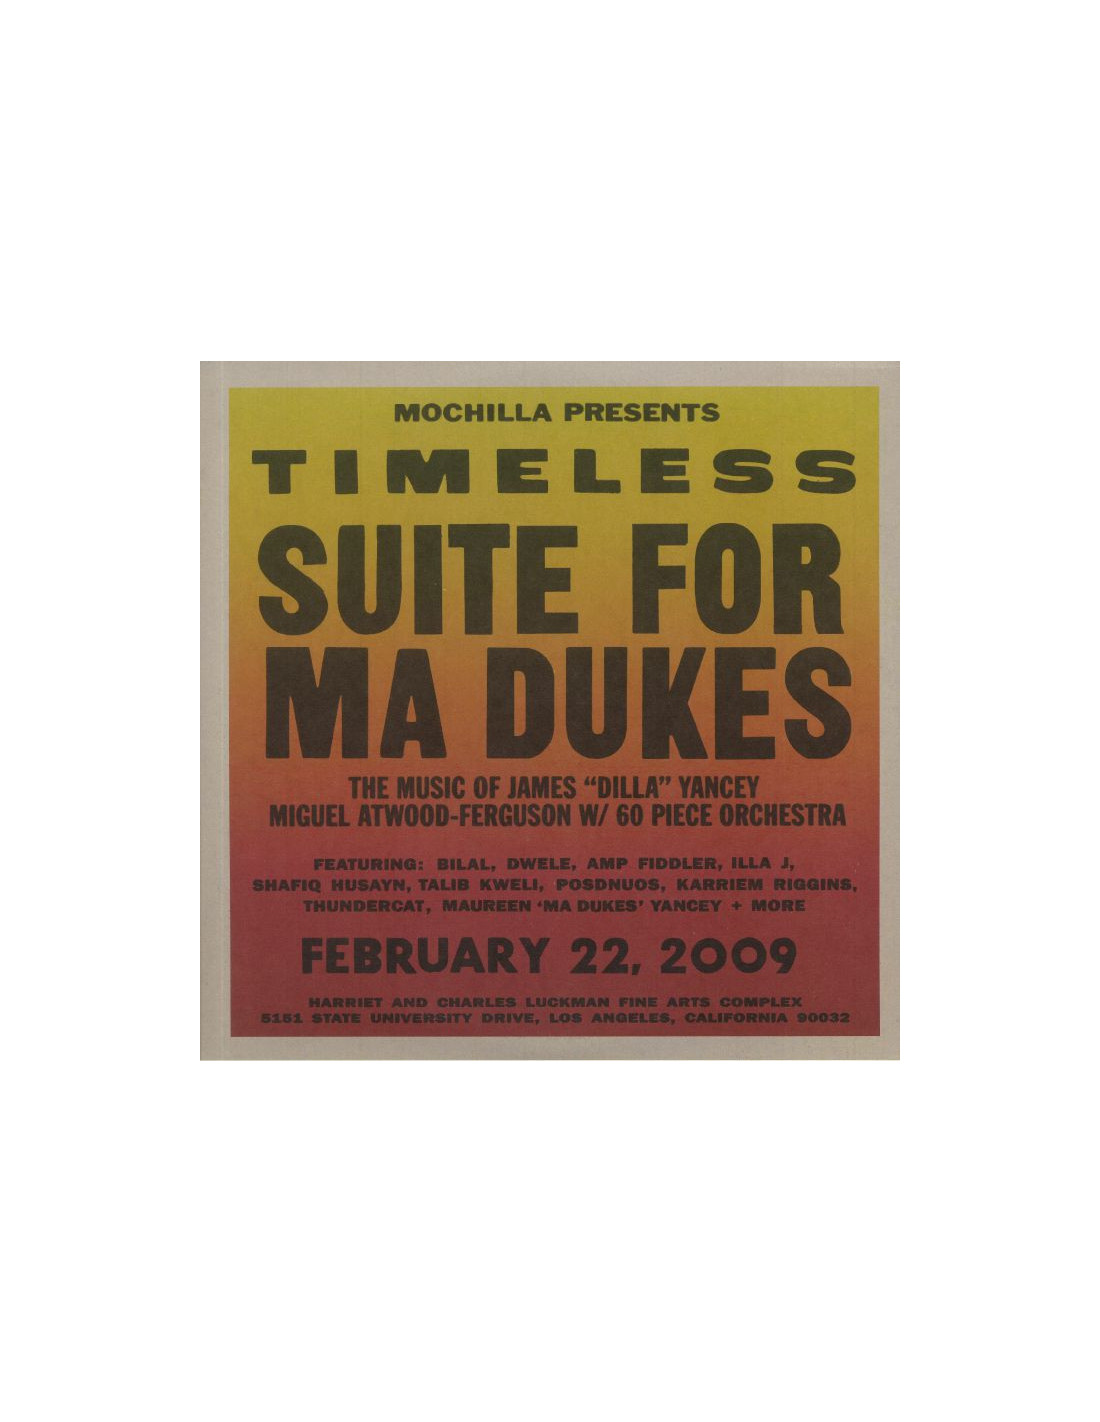 MOCHILLA PRESENTS
TIMELESS
SUITE FOR
MA DUKES
THE MUSIC OF JAMES “DILLA” YANCEY
MIGUEL ATWOOD-FERGUSON W/ 60 PIECE ORCHESTRA
FEATURING: BILAL, DWELE, AMP FIDDLER, ILLA J,
SHAFIQ HUSAYN, TALIB KWELI, POSDNUOS, KARRIEM RIGGINS,
THUNDERCAT, MAUREEN ‘MA DUKES’ YANCEY + MORE
FEBRUARY 22, 2009
HARRIET AND CHARLES LUCKMAN FINE ARTS COMPLEX
5151 STATE UNIVERSITY DRIVE, LOS ANGELES, CALIFORNIA 90032